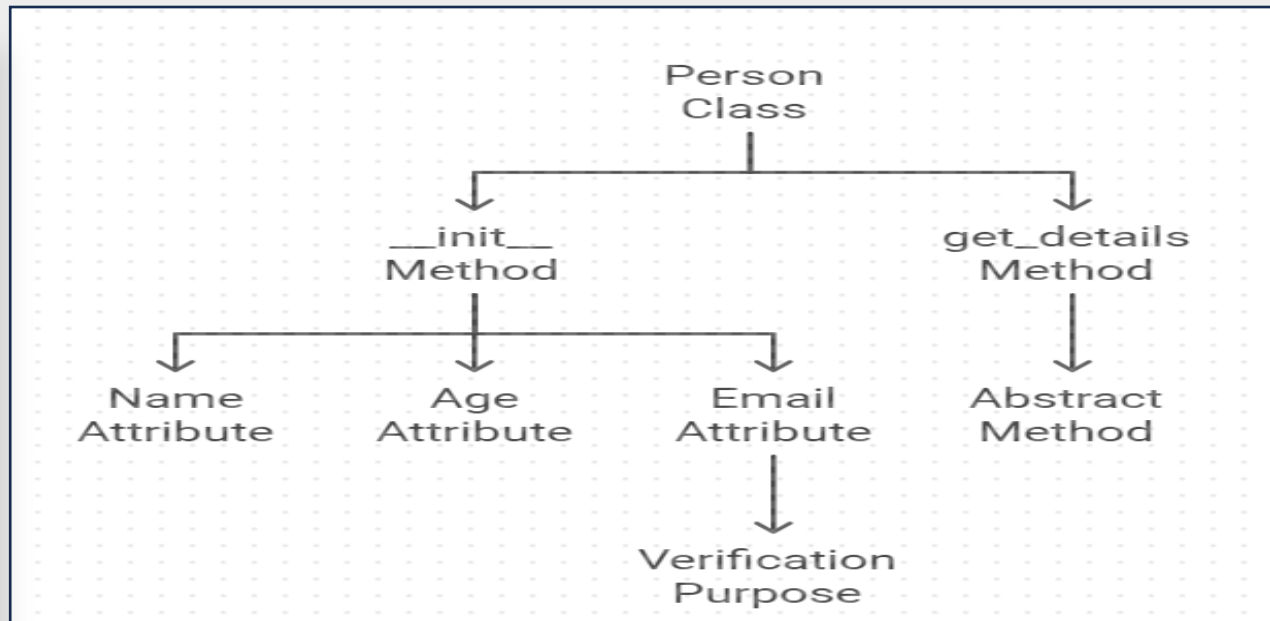 Person
Class
__init__
Method
get_details
Method
Name
Attribute
Age
Attribute
Email
Attribute
Abstract
Method
Verification
Purpose